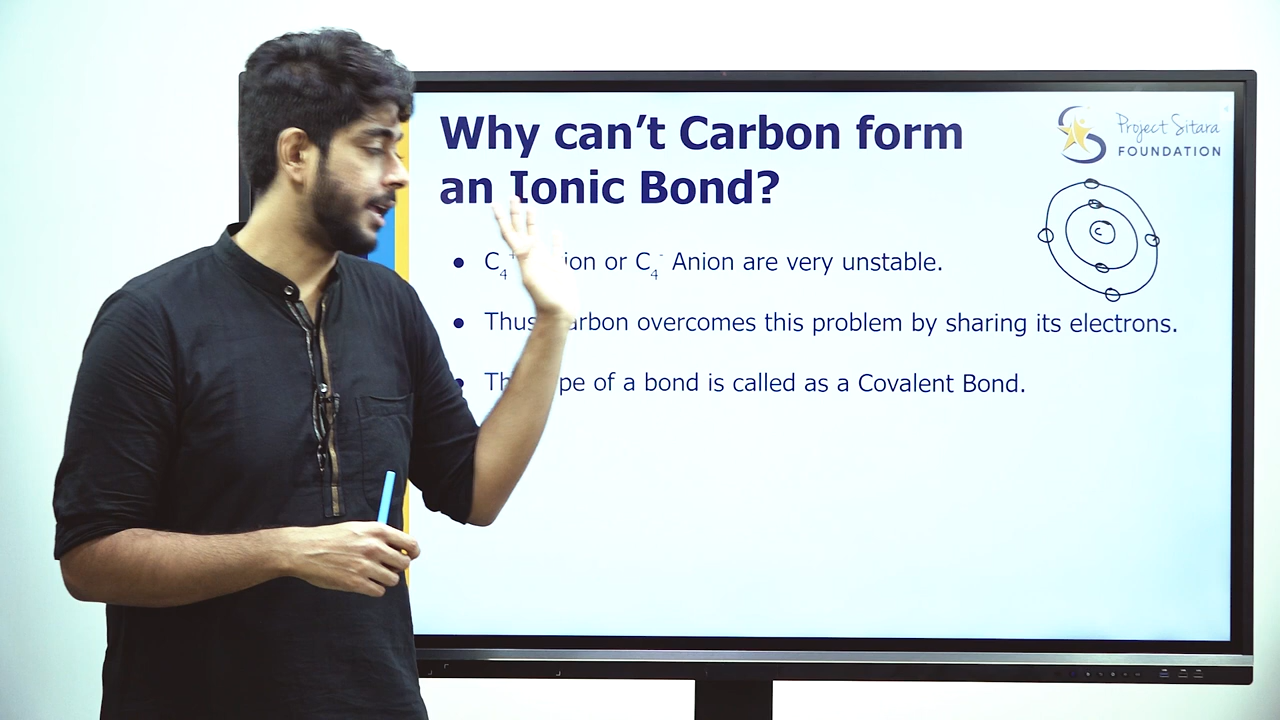 Why can't Carbon form
an Ionic Bond?
Project Sitara
FOUNDATION
C
● C₄⁺ ion or C₄⁻ Anion are very unstable.
● Thus arbon overcomes this problem by sharing its electrons.
● Th pe of a bond is called as a Covalent Bond.